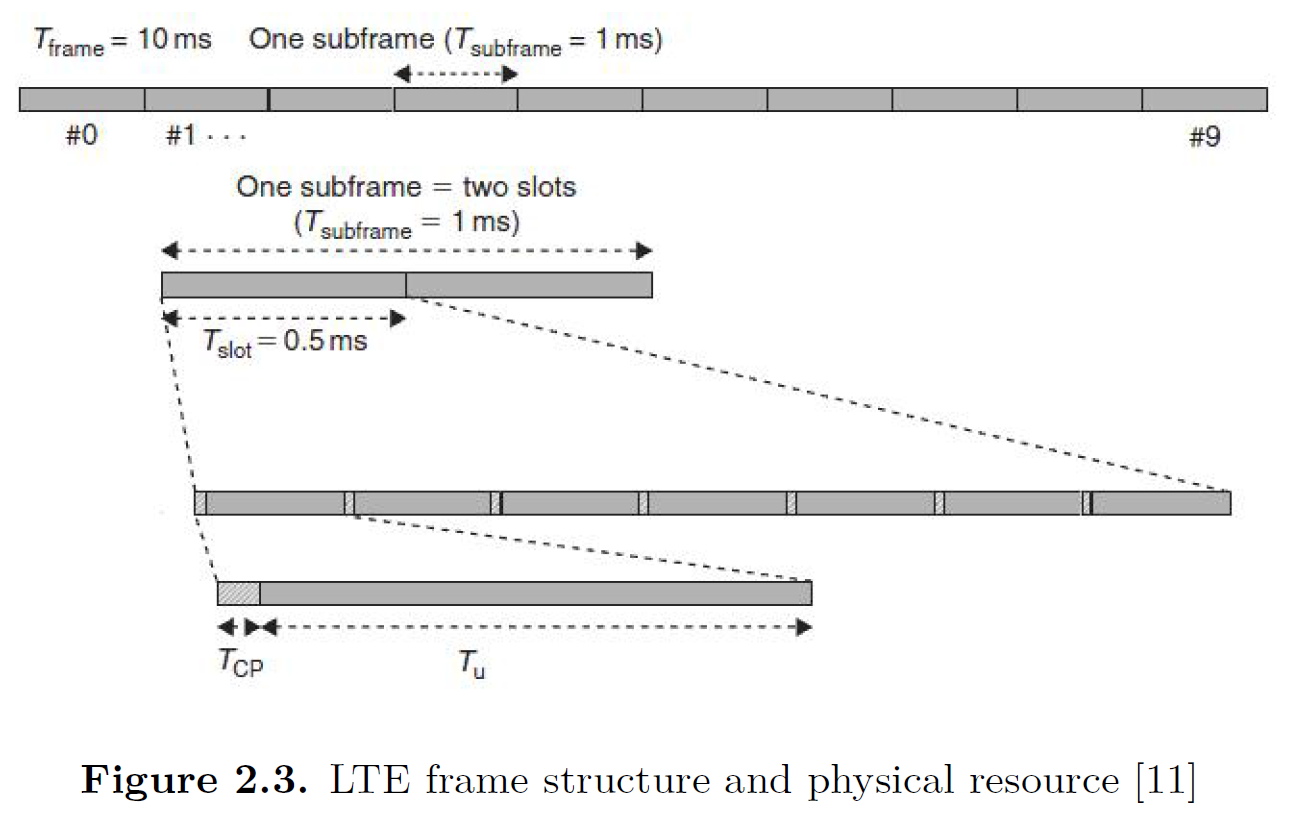 Tframe = 10 ms One subframe (Tsubframe = 1 ms)
#0 #1 · · · #9
One subframe = two slots
(Tsubframe = 1 ms)
Tslot = 0.5 ms
TCP Tu
Figure 2.3. LTE frame structure and physical resource [11]